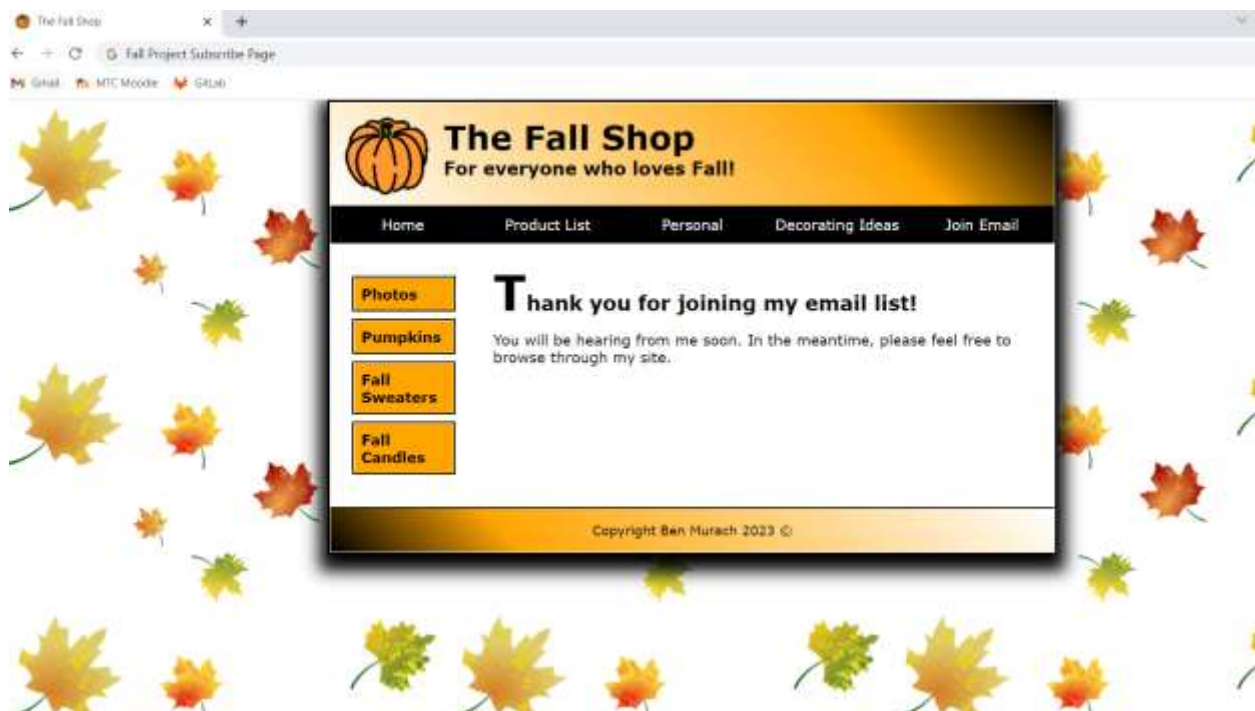 The Fall Shop
Fall Project Subscribe Page
Gmail MTC Moodle GitLab
The Fall Shop
For everyone who loves Fall!
Home Product List Personal Decorating Ideas Join Email
Photos
Pumpkins
Fall
Sweaters
Fall
Candles
Thank you for joining my email list!
You will be hearing from me soon. In the meantime, please feel free to
browse through my site.
Copyright Ben Murach 2023 ©